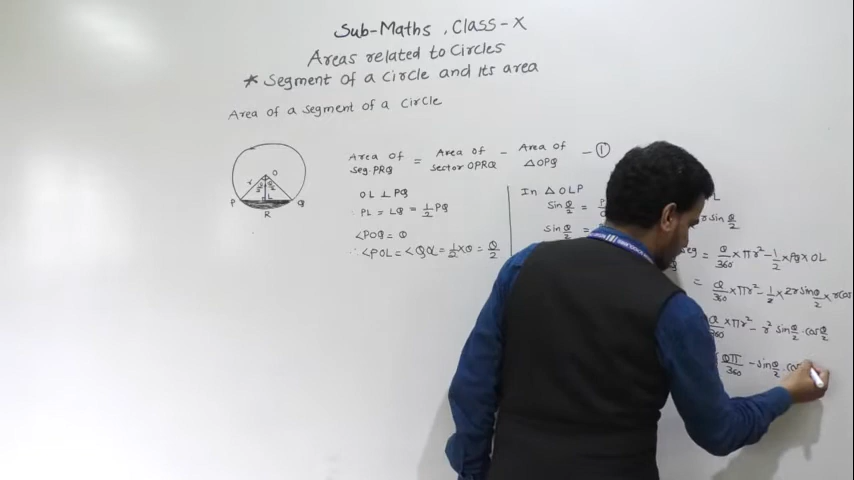 Sub-Maths, Class-X
Areas related to Circles
* Segment of a circle and its area
Area of a segment of a circle
O
r
θ/2 θ/2
L
P Q
R
Area of seg.PRQ = Area of sector OPRQ - Area of △OPQ - ①
OL ⊥ PQ
∴ PL = LQ = 1/2 PQ
∠POQ = θ
∴ ∠POL = ∠QOL = 1/2 × θ = θ/2
In △ OLP
Sin θ/2 =
Sin θ/2 =
r sin θ/2
seg = θ/360 × πr² - 1/2 × PQ × OL
= θ/360 × πr² - 1/2 × 2r sin θ/2 × r cos
θ/360 × πr² - r² sin θ/2 · cos θ/2
θπ/360 - sin θ/2 · cos